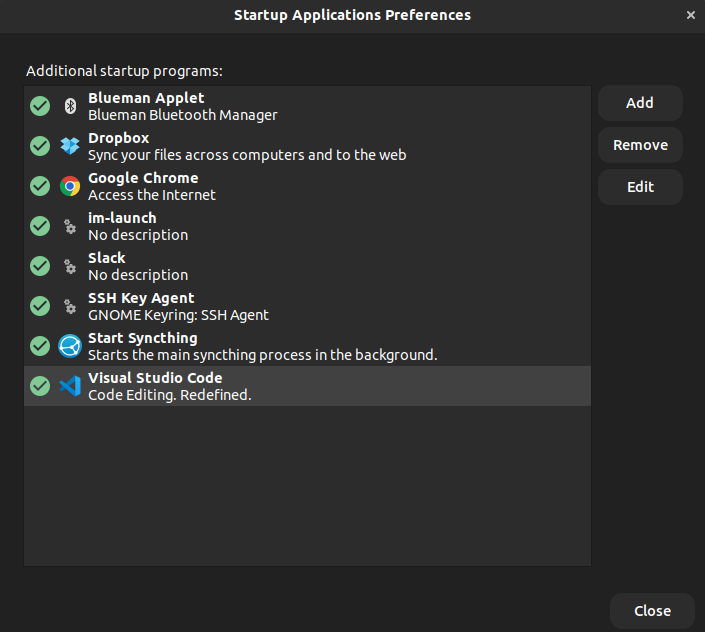 Startup Applications Preferences
Additional startup programs:
Blueman Applet
Blueman Bluetooth Manager
Dropbox
Sync your files across computers and to the web
Google Chrome
Access the Internet
im-launch
No description
Slack
No description
SSH Key Agent
GNOME Keyring: SSH Agent
Start Syncthing
Starts the main syncthing process in the background.
Visual Studio Code
Code Editing. Redefined.
Add
Remove
Edit
Close